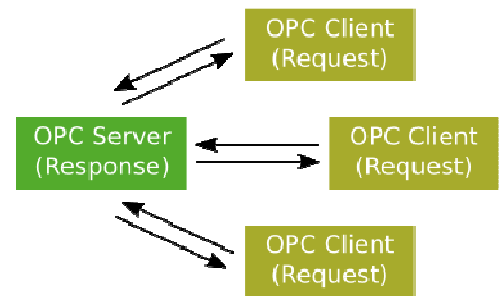 OPC Client
(Request)
OPC Server
(Response)
OPC Client
(Request)
OPC Client
(Request)